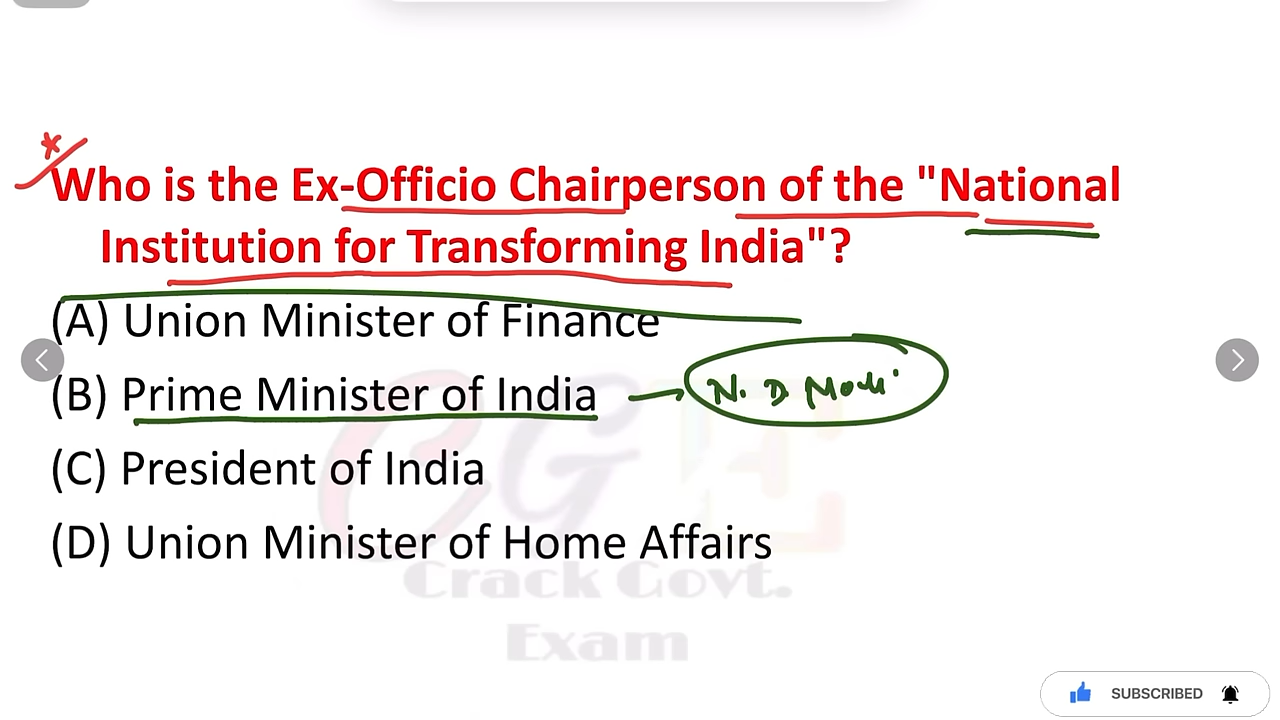 Who is the Ex-Officio Chairperson of the "National
Institution for Transforming India"?
(A) Union Minister of Finance
(B) Prime Minister of India
N. D. Modi
(C) President of India
(D) Union Minister of Home Affairs
CGE
Crack Govt.
Exam
SUBSCRIBED